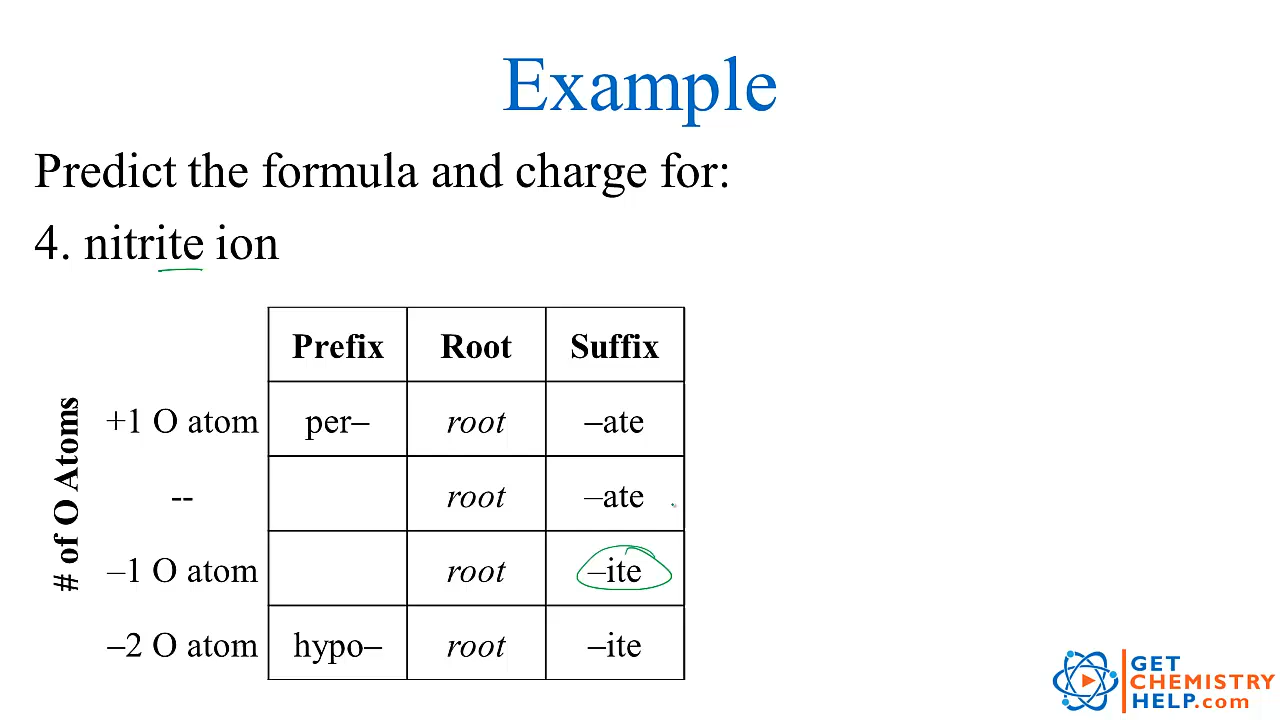 Example
Predict the formula and charge for:
4. nitrite ion
Prefix Root Suffix
# of O Atoms
+1 O atom per– root –ate
-- root –ate
–1 O atom root –ite
–2 O atom hypo– root –ite
GET
CHEMISTRY
HELP.com